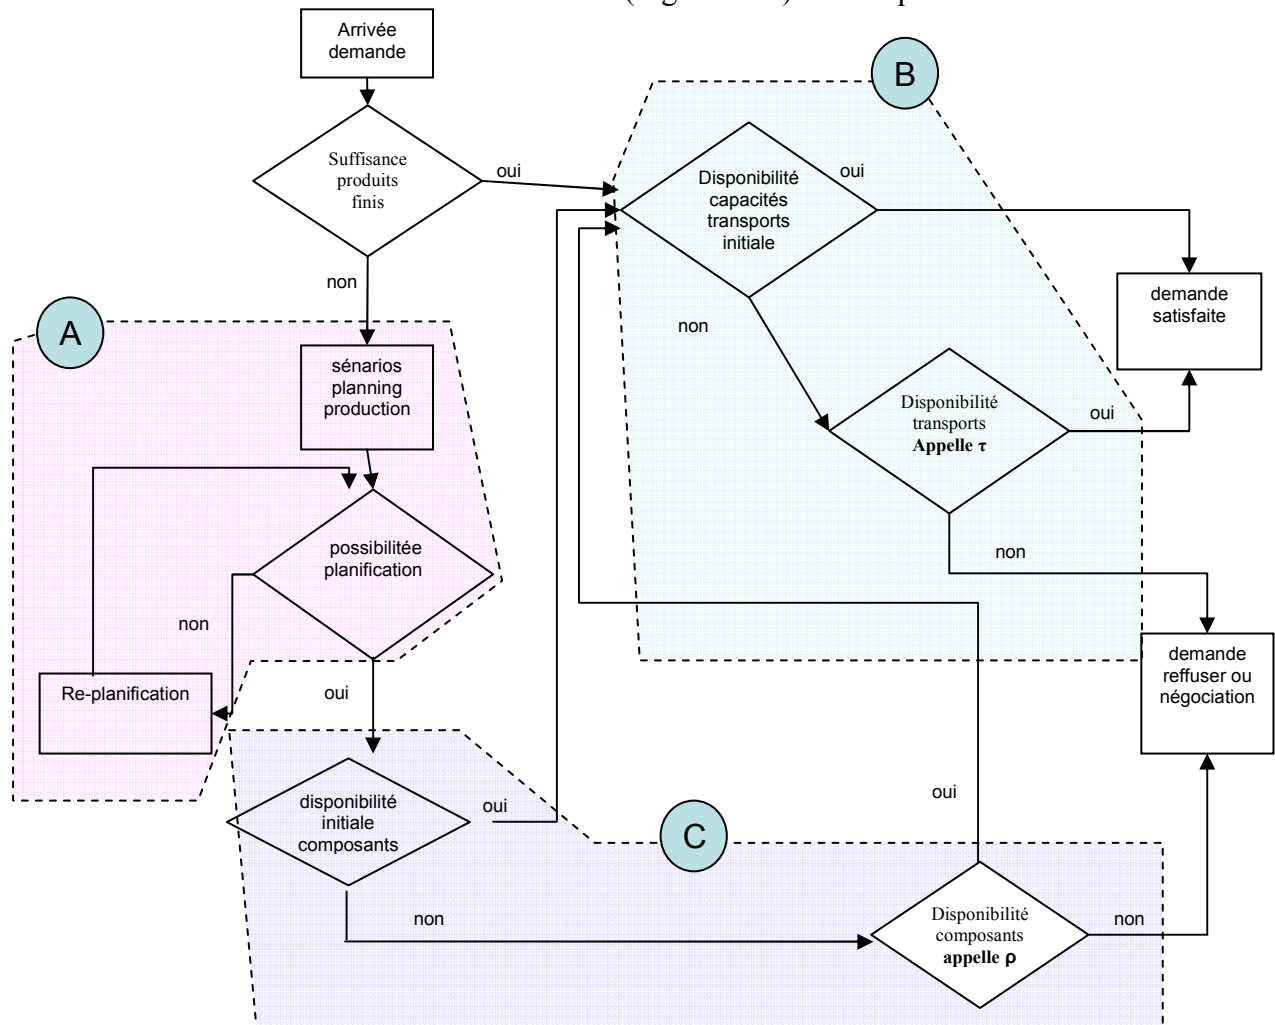 Arrivée
demande
B
Suffisance
produits
finis
oui
Disponibilité
capacités
transports
initiale
oui
non
demande
satisfaite
A
non
sénarios
planning
production
Disponibilité
transports
Appelle τ
oui
possibilitée
planification
non
non
Re-planification
oui
demande
reffuser ou
négociation
disponibilité
initiale
composants
oui
oui
C
non
Disponibilité
composants
appelle ρ
non